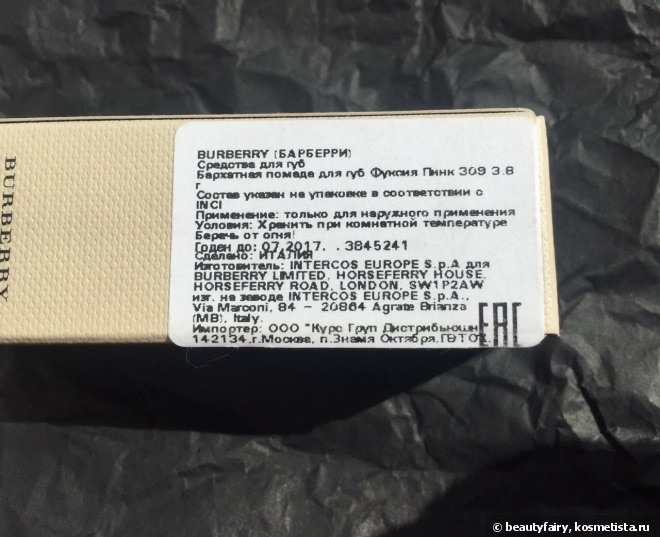 BURBERRY
BURBERRY (БАРБЕРРИ)
Средства для губ
Бархатная помада для губ Фуксия Пинк 309 3.8
г
Состав указан на упаковке в соответствии с
INCI
Применение: только для наружного применения
Условия: Хранить при комнатной температуре
Беречь от огня!
Годен до: 07.2017. . 3845241
Сделано: ИТАЛИЯ
Изготовитель: INTERCOS EUROPE S.p.A. для
BURBERRY LIMITED, HORSEFERRY HOUSE,
HORSEFERRY ROAD, LONDON, SW1P2AW
изг. на заводе INTERCOS EUROPE S.p.A.,
Via Marconi, 84 - 20864 Agrate Brianza
(MB), Italy.
Импортер: ООО "Курс Груп Дистрибьюшн
142134,г.Москва, п.Знамя Октября,
EAC
© beautyfairy, kosmetista.ru